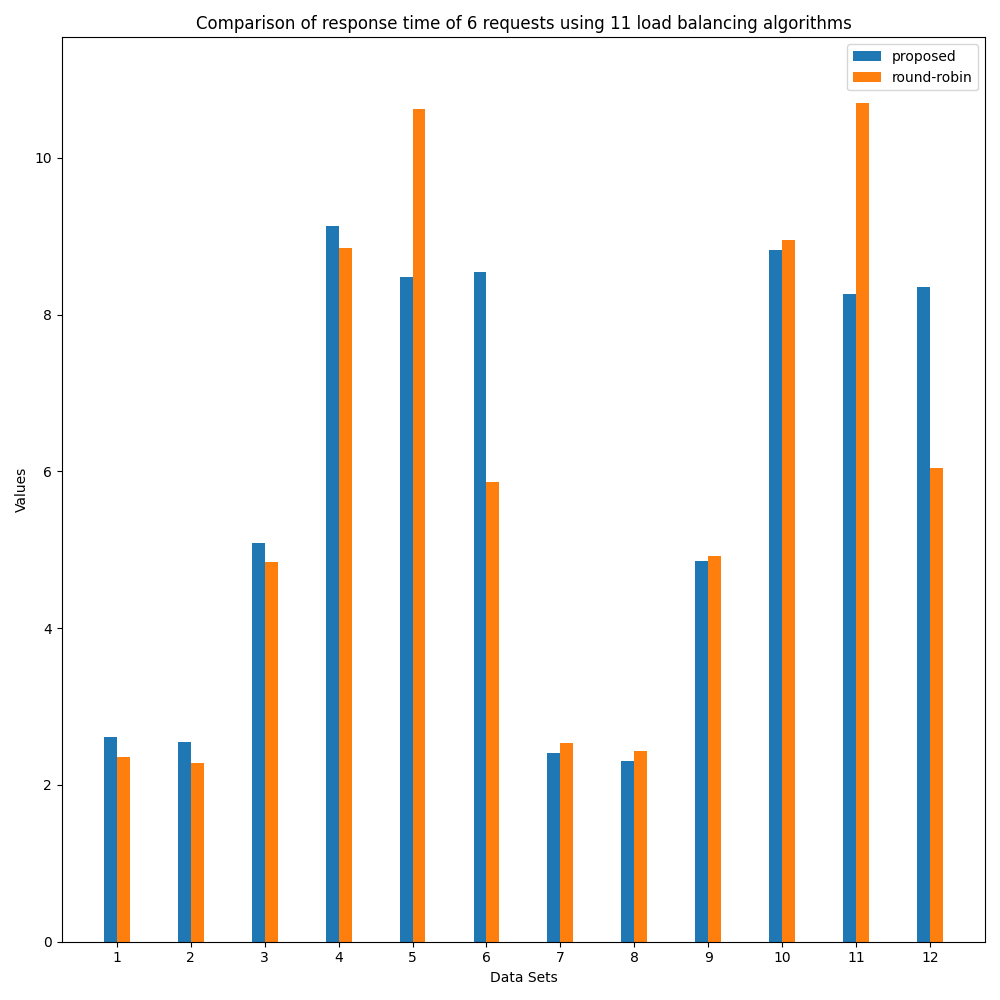 Comparison of response time of 6 requests using 11 load balancing algorithms
proposed
round-robin
10
8
6
4
2
0
Values
1 2 3 4 5 6 7 8 9 10 11 12
Data Sets